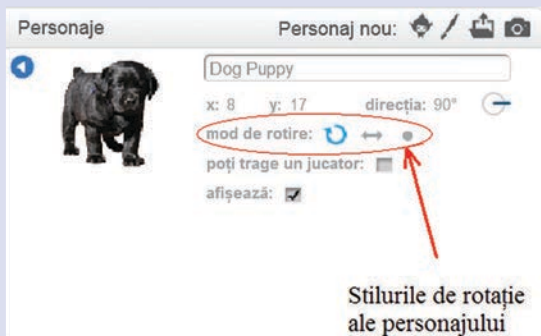 Personaje Personaj nou:
Dog Puppy
x: 8 y: 17 direcția: 90°
mod de rotire:
poți trage un jucator:
afișează:
Stilurile de rotație
ale personajului